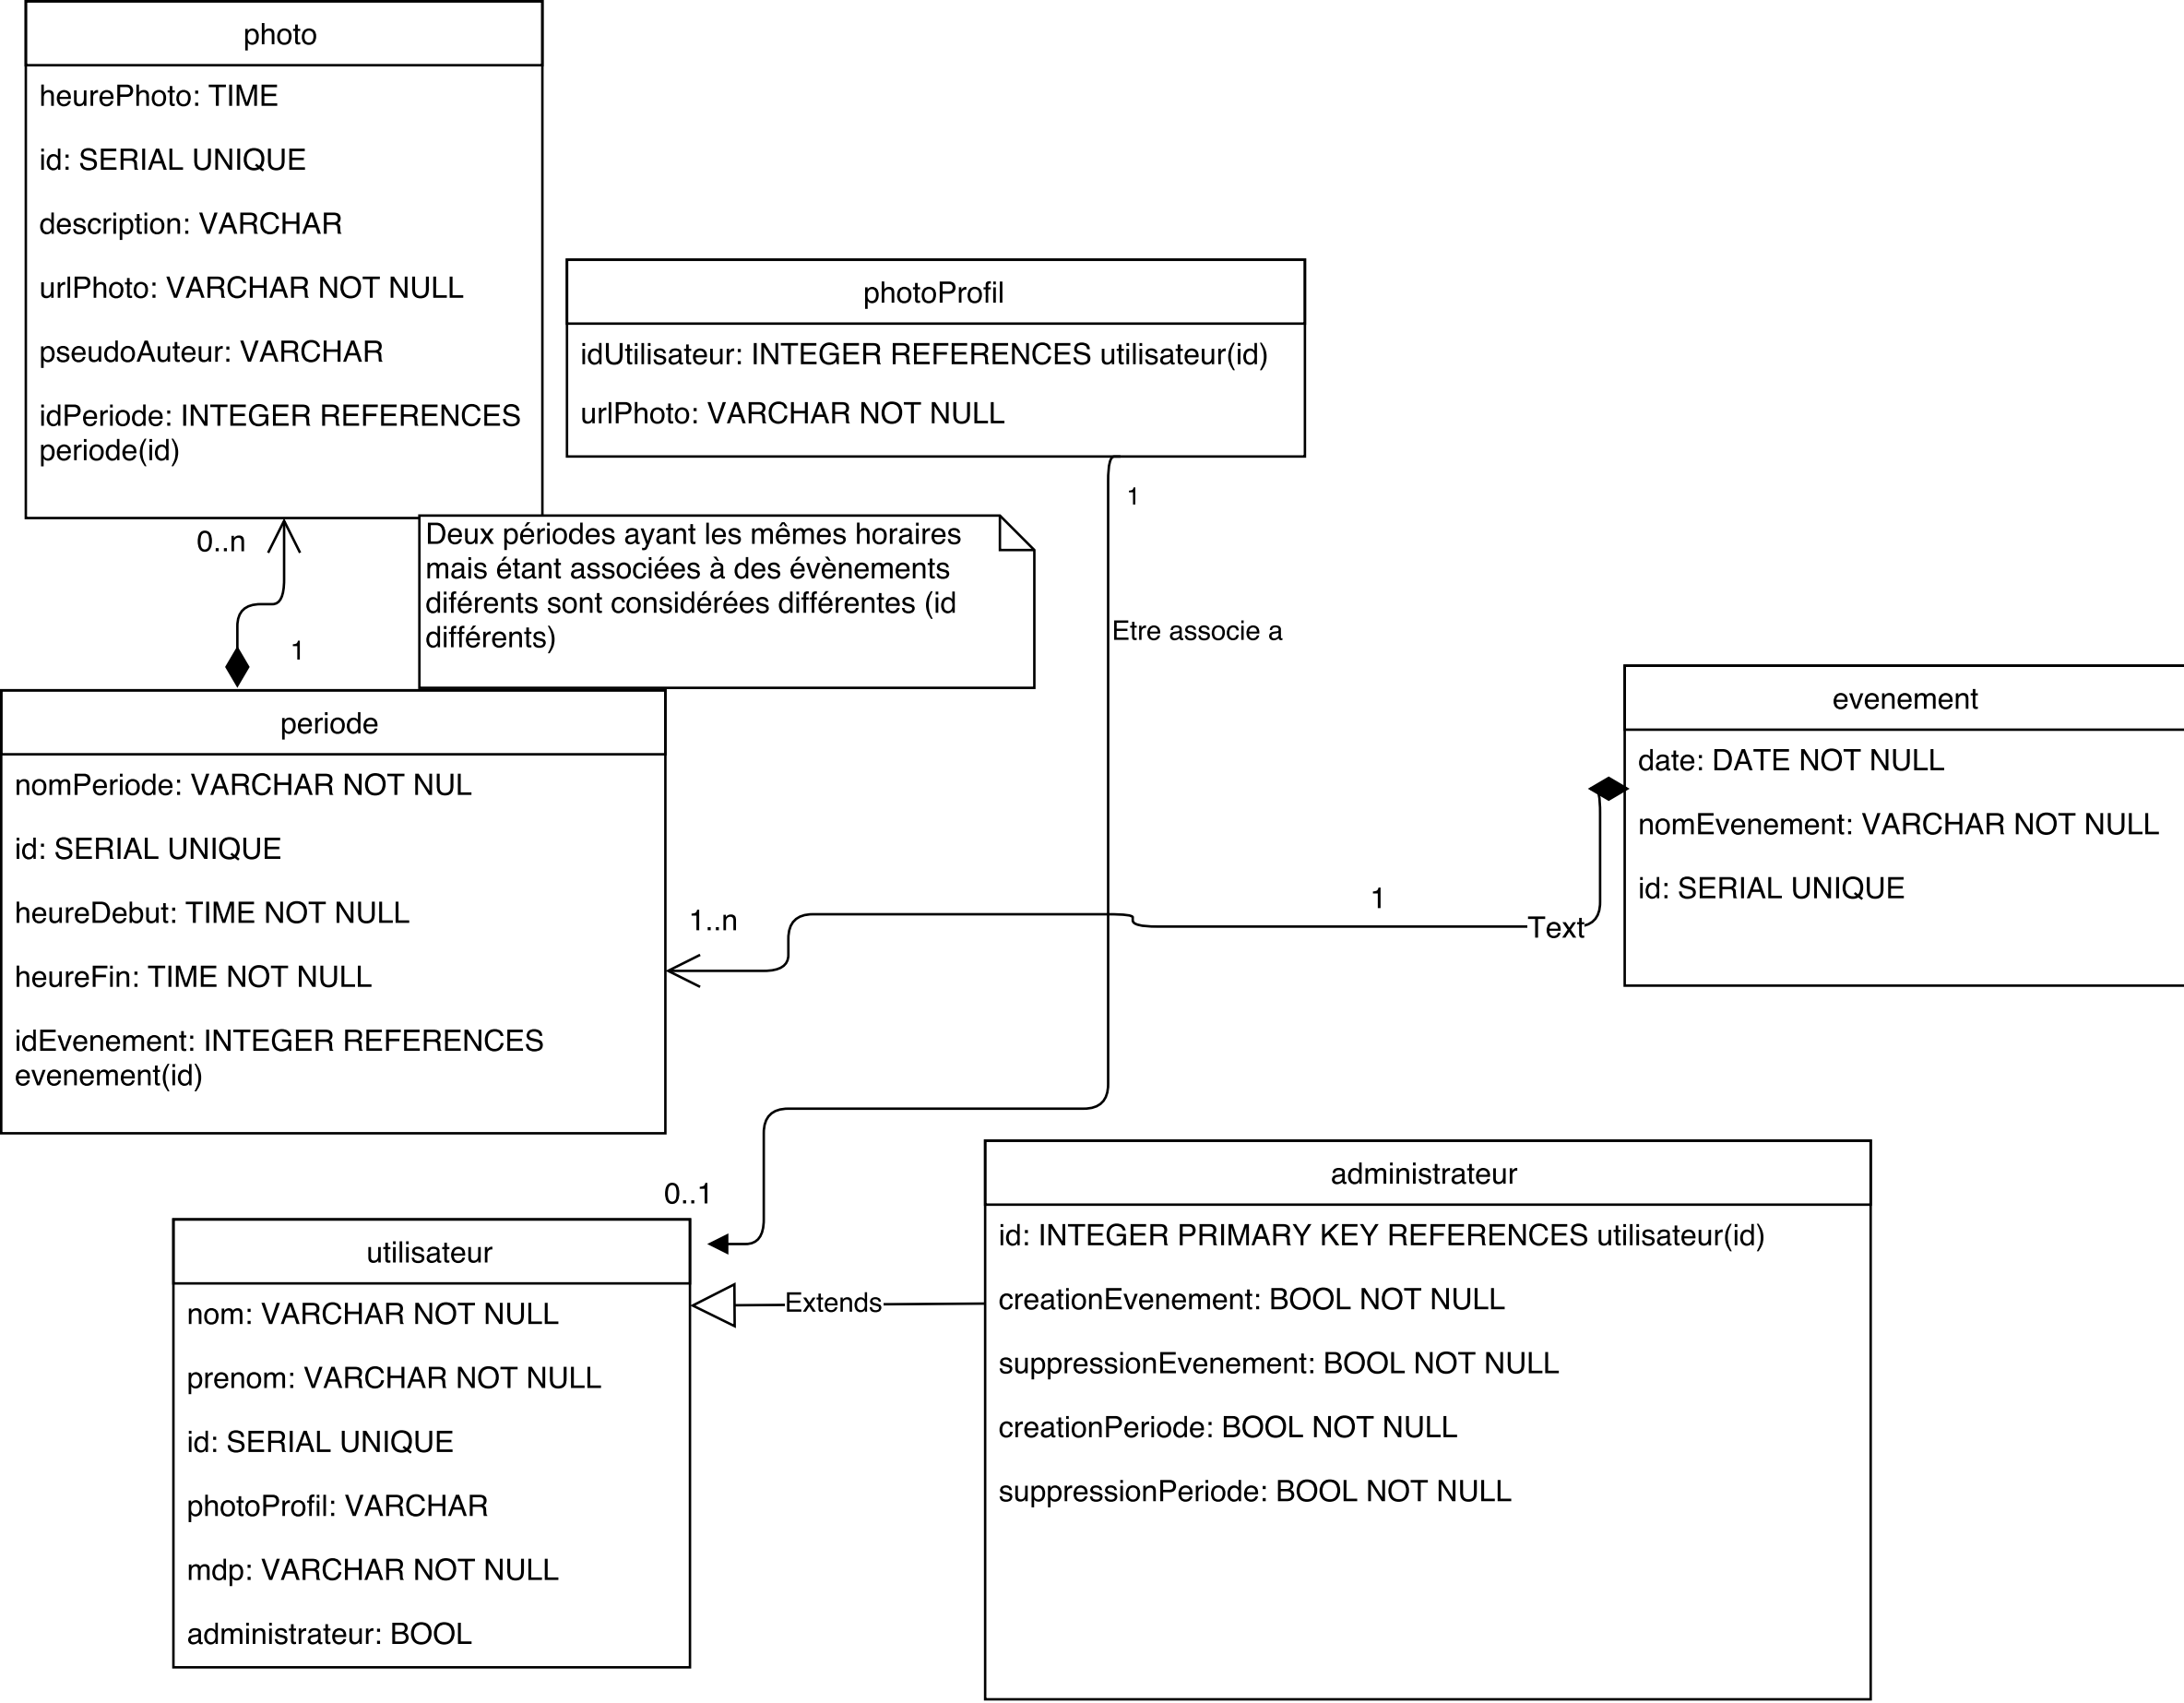 photo
heurePhoto: TIME
id: SERIAL UNIQUE
description: VARCHAR
urlPhoto: VARCHAR NOT NULL
pseudoAuteur: VARCHAR
idPeriode: INTEGER REFERENCES
periode(id)
photoProfil
idUtilisateur: INTEGER REFERENCES utilisateur(id)
urlPhoto: VARCHAR NOT NULL
1
0..n
1
Deux périodes ayant les mêmes horaires
mais étant associées à des évènements
diférents sont considérées différentes (id
différents)
Etre associe a
periode
nomPeriode: VARCHAR NOT NUL
id: SERIAL UNIQUE
heureDebut: TIME NOT NULL
heureFin: TIME NOT NULL
idEvenement: INTEGER REFERENCES
evenement(id)
1..n
1
Text
evenement
date: DATE NOT NULL
nomEvenement: VARCHAR NOT NULL
id: SERIAL UNIQUE
0..1
utilisateur
nom: VARCHAR NOT NULL
prenom: VARCHAR NOT NULL
id: SERIAL UNIQUE
photoProfil: VARCHAR
mdp: VARCHAR NOT NULL
administrateur: BOOL
Extends
administrateur
id: INTEGER PRIMARY KEY REFERENCES utilisateur(id)
creationEvenement: BOOL NOT NULL
suppressionEvenement: BOOL NOT NULL
creationPeriode: BOOL NOT NULL
suppressionPeriode: BOOL NOT NULL